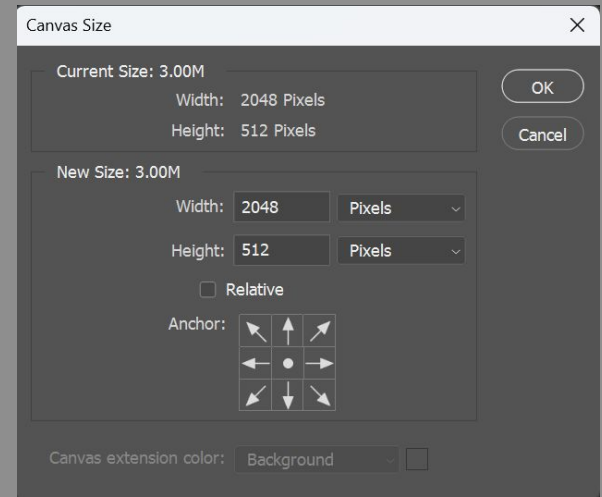 Canvas Size
Current Size: 3.00M
OK
Width: 2048 Pixels
Height: 512 Pixels
Cancel
New Size: 3.00M
Width: 2048 Pixels
Height: 512 Pixels
Relative
Anchor:
Canvas extension color: Background